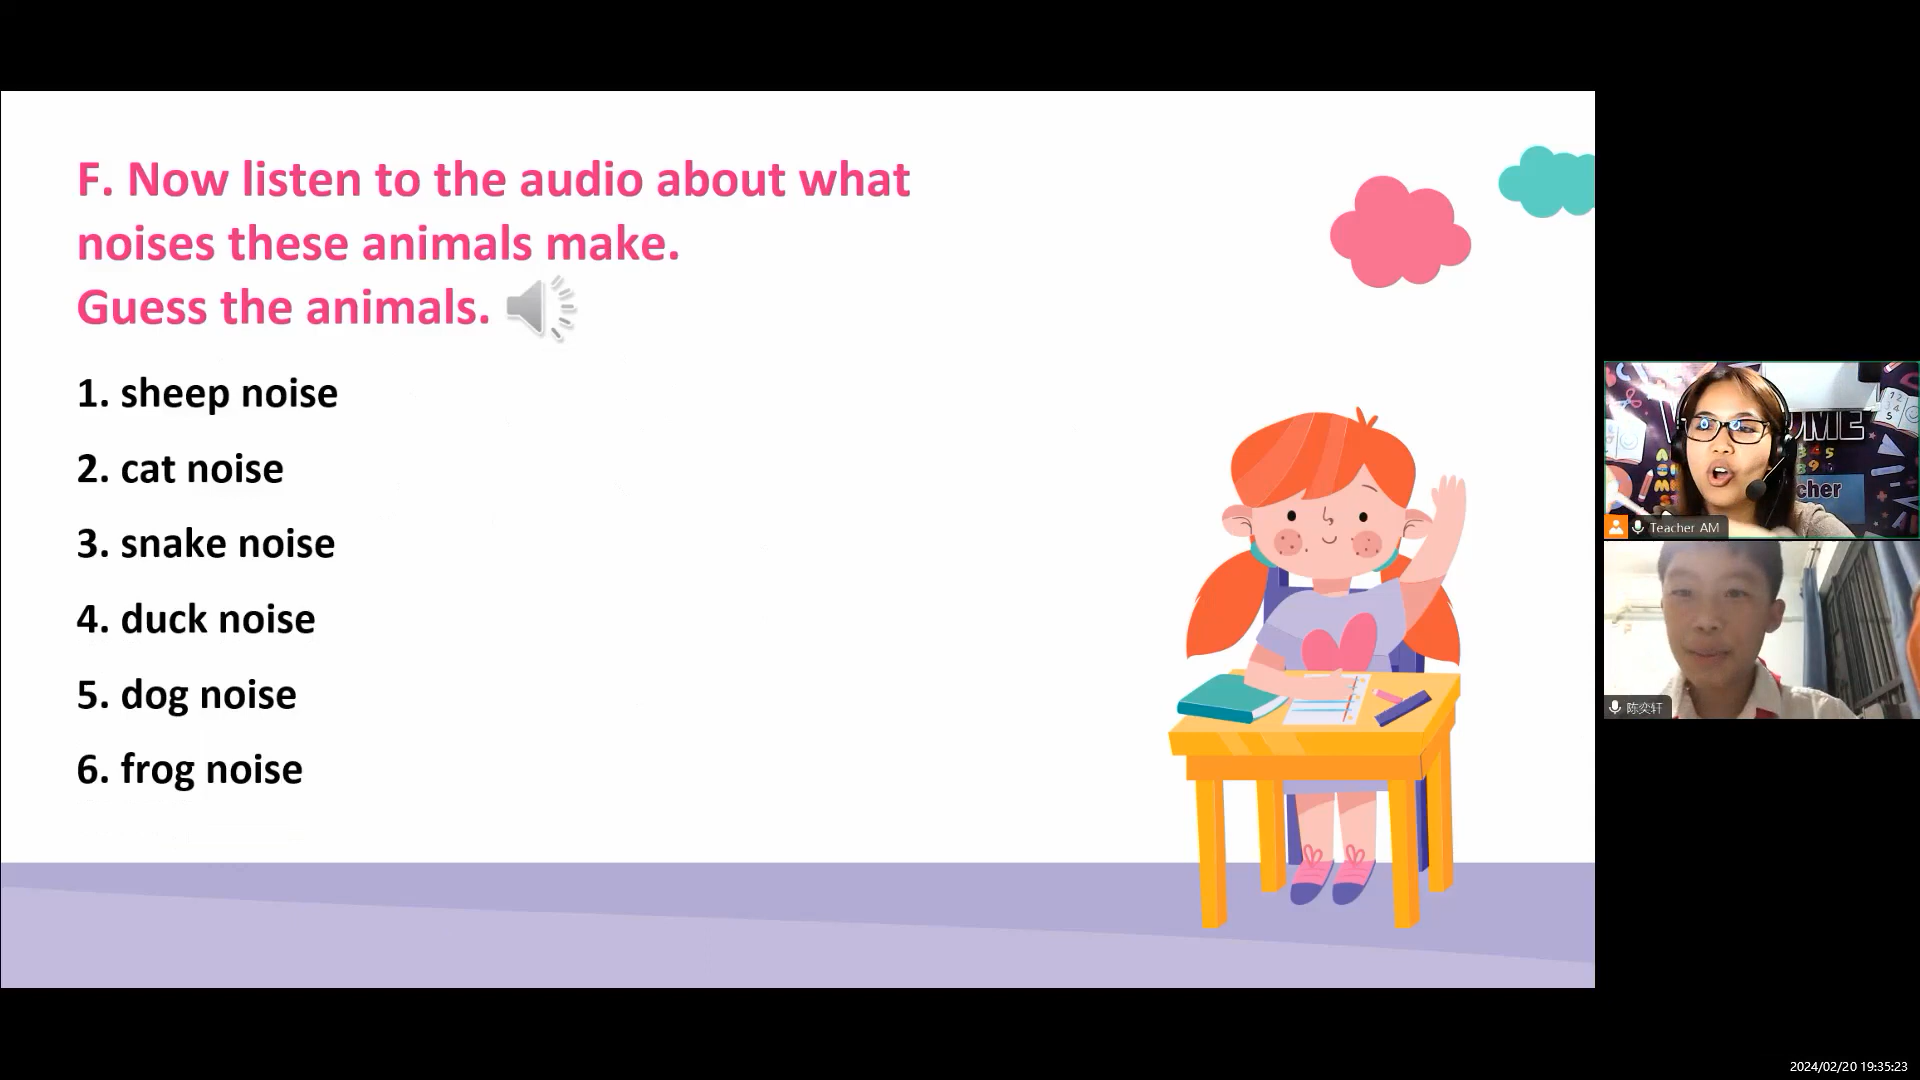 F. Now listen to the audio about what
noises these animals make.
Guess the animals.
1. sheep noise
2. cat noise
3. snake noise
4. duck noise
5. dog noise
6. frog noise
Teacher AM
陈奕轩
2024/02/20 19:35:23